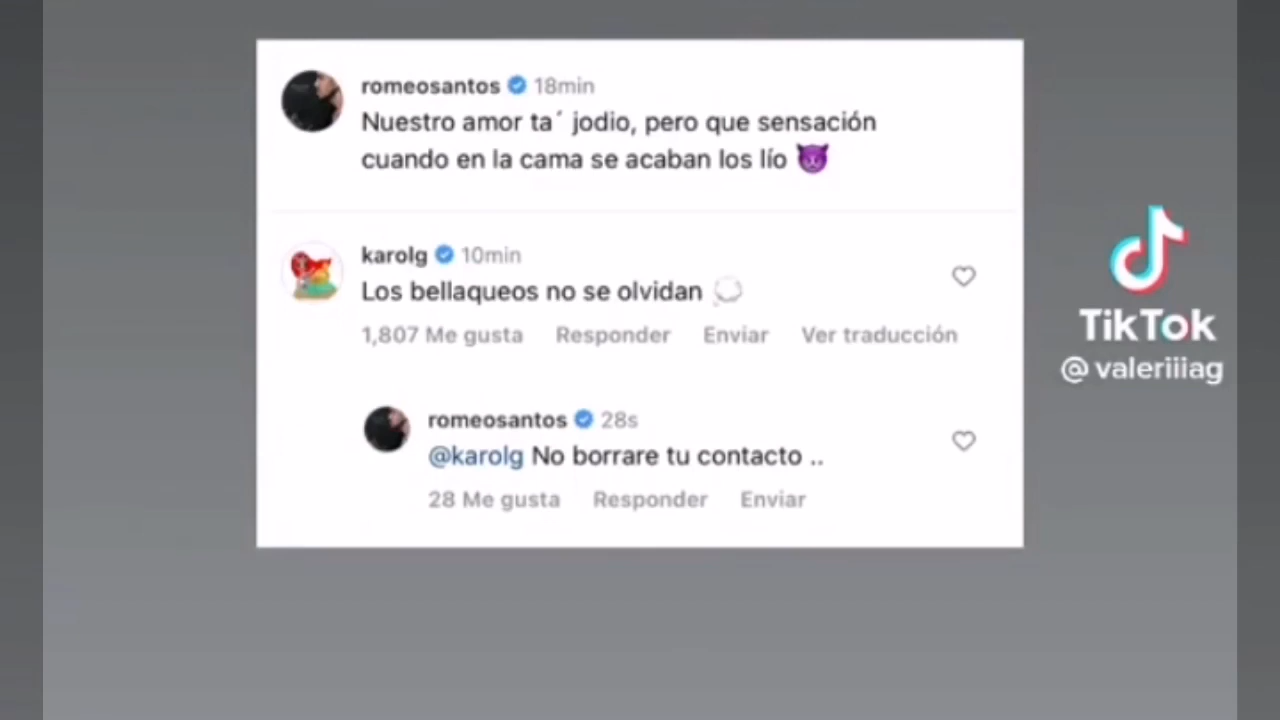 romeosantos 18min
Nuestro amor ta´ jodio, pero que sensación
cuando en la cama se acaban los lío 😈
karolg 10min
Los bellaqueos no se olvidan 💭
1,807 Me gusta Responder Enviar Ver traducción
romeosantos 28s
@karolg No borrare tu contacto ..
28 Me gusta Responder Enviar
TikTok
@valeriiiag